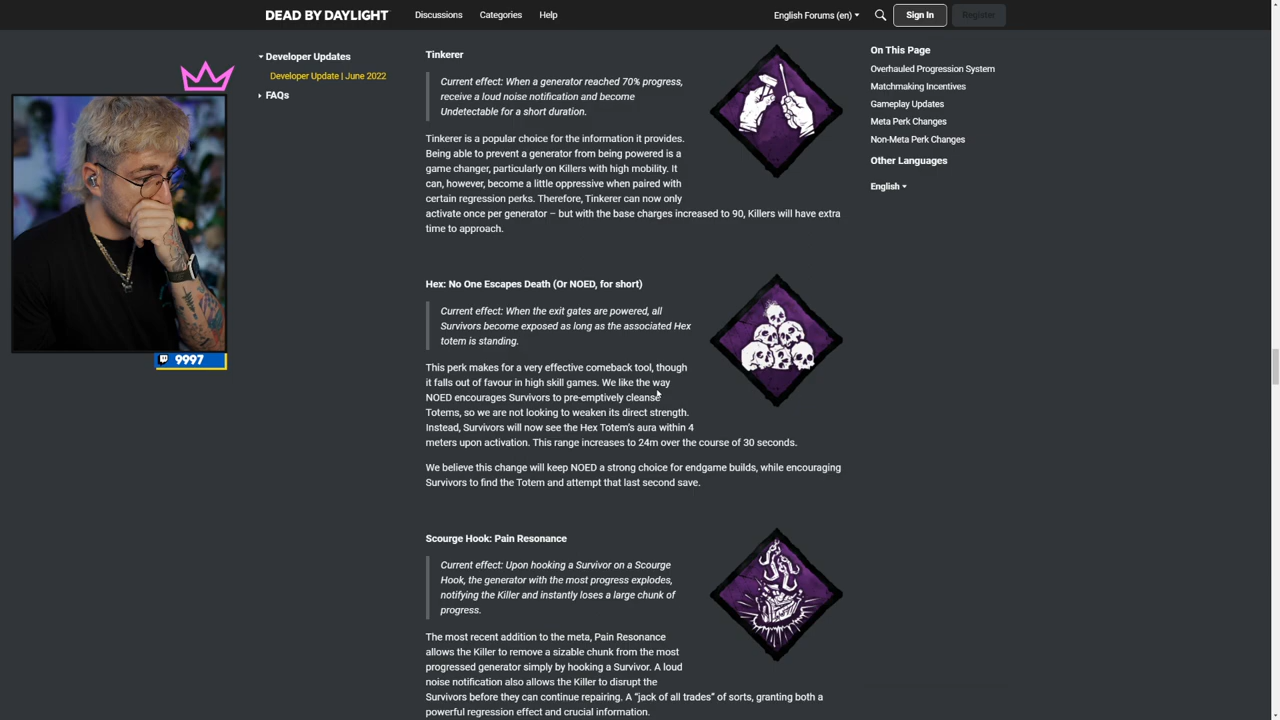 DEAD BY DAYLIGHT
Discussions
Categories
Help
English Forums (en)
Sign In
Register
Developer Updates
Developer Update | June 2022
FAQs
9997
Tinkerer
Current effect: When a generator reached 70% progress,
receive a loud noise notification and become
Undetectable for a short duration.
Tinkerer is a popular choice for the information it provides.
Being able to prevent a generator from being powered is a
game changer, particularly on Killers with high mobility. It
can, however, become a little oppressive when paired with
certain regression perks. Therefore, Tinkerer can now only
activate once per generator – but with the base charges increased to 90, Killers will have extra
time to approach.
Hex: No One Escapes Death (Or NOED, for short)
Current effect: When the exit gates are powered, all
Survivors become exposed as long as the associated Hex
totem is standing.
This perk makes for a very effective comeback tool, though
it falls out of favour in high skill games. We like the way
NOED encourages Survivors to pre-emptively cleanse
Totems, so we are not looking to weaken its direct strength.
Instead, Survivors will now see the Hex Totem's aura within 4
meters upon activation. This range increases to 24m over the course of 30 seconds.
We believe this change will keep NOED a strong choice for endgame builds, while encouraging
Survivors to find the Totem and attempt that last second save.
Scourge Hook: Pain Resonance
Current effect: Upon hooking a Survivor on a Scourge
Hook, the generator with the most progress explodes,
notifying the Killer and instantly loses a large chunk of
progress.
The most recent addition to the meta, Pain Resonance
allows the Killer to remove a sizable chunk from the most
progressed generator simply by hooking a Survivor. A loud
noise notification also allows the Killer to disrupt the
Survivors before they can continue repairing. A “jack of all trades” of sorts, granting both a
powerful regression effect and crucial information.
On This Page
Overhauled Progression System
Matchmaking Incentives
Gameplay Updates
Meta Perk Changes
Non-Meta Perk Changes
Other Languages
English